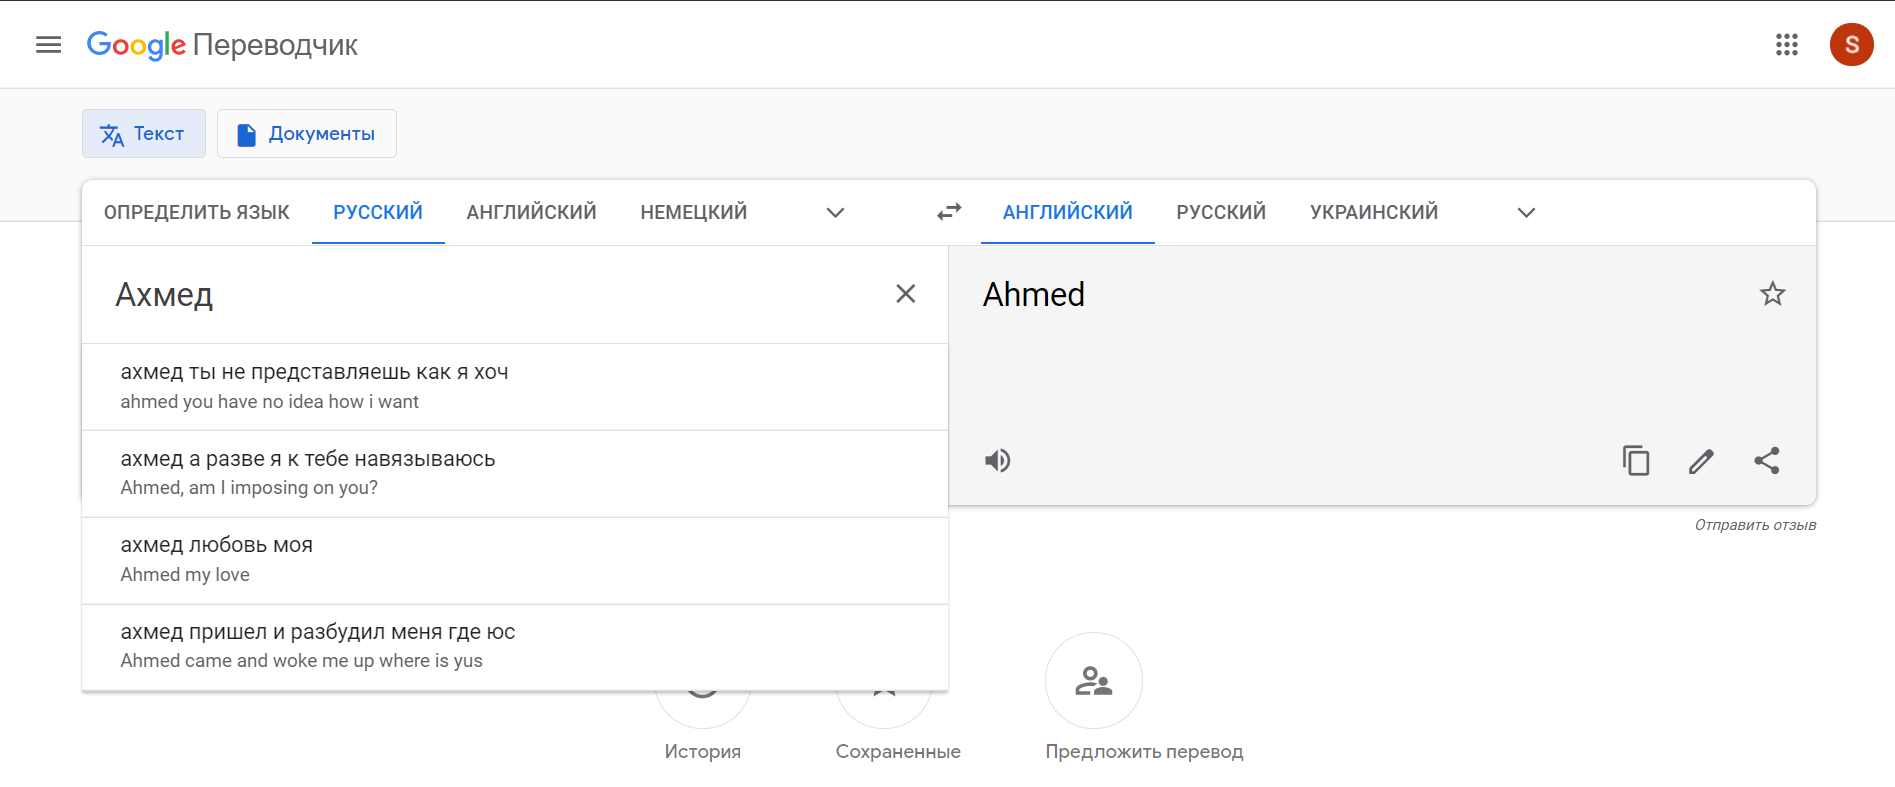 Google Переводчик
S
Текст
Документы
ОПРЕДЕЛИТЬ ЯЗЫК РУССКИЙ АНГЛИЙСКИЙ НЕМЕЦКИЙ
АНГЛИЙСКИЙ РУССКИЙ УКРАИНСКИЙ
Ахмед
Ahmed
ахмед ты не представляешь как я хоч
ahmed you have no idea how i want
ахмед а разве я к тебе навязываюсь
Ahmed, am I imposing on you?
ахмед любовь моя
Ahmed my love
ахмед пришел и разбудил меня где юс
Ahmed came and woke me up where is yus
Отправить отзыв
История
Сохраненные
Предложить перевод